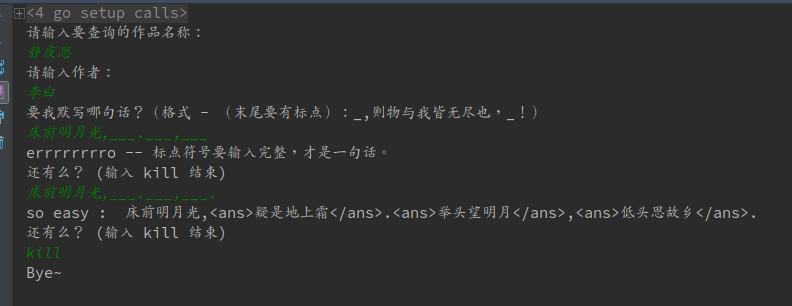 <4 go setup calls>
请输入要查询的作品名称：
静夜思
请输入作者：
李白
要我默写哪句话？（格式 - （末尾要有标点）：_,则物与我皆无尽也，_！）
床前明月光,___.___,___
errrrrrrro -- 标点符号要输入完整，才是一句话。
还有么？ (输入 kill 结束)
床前明月光,___.___,___.
so easy :  床前明月光,<ans>疑是地上霜</ans>.<ans>举头望明月</ans>,<ans>低头思故乡</ans>.
还有么？ (输入 kill 结束)
kill
Bye~